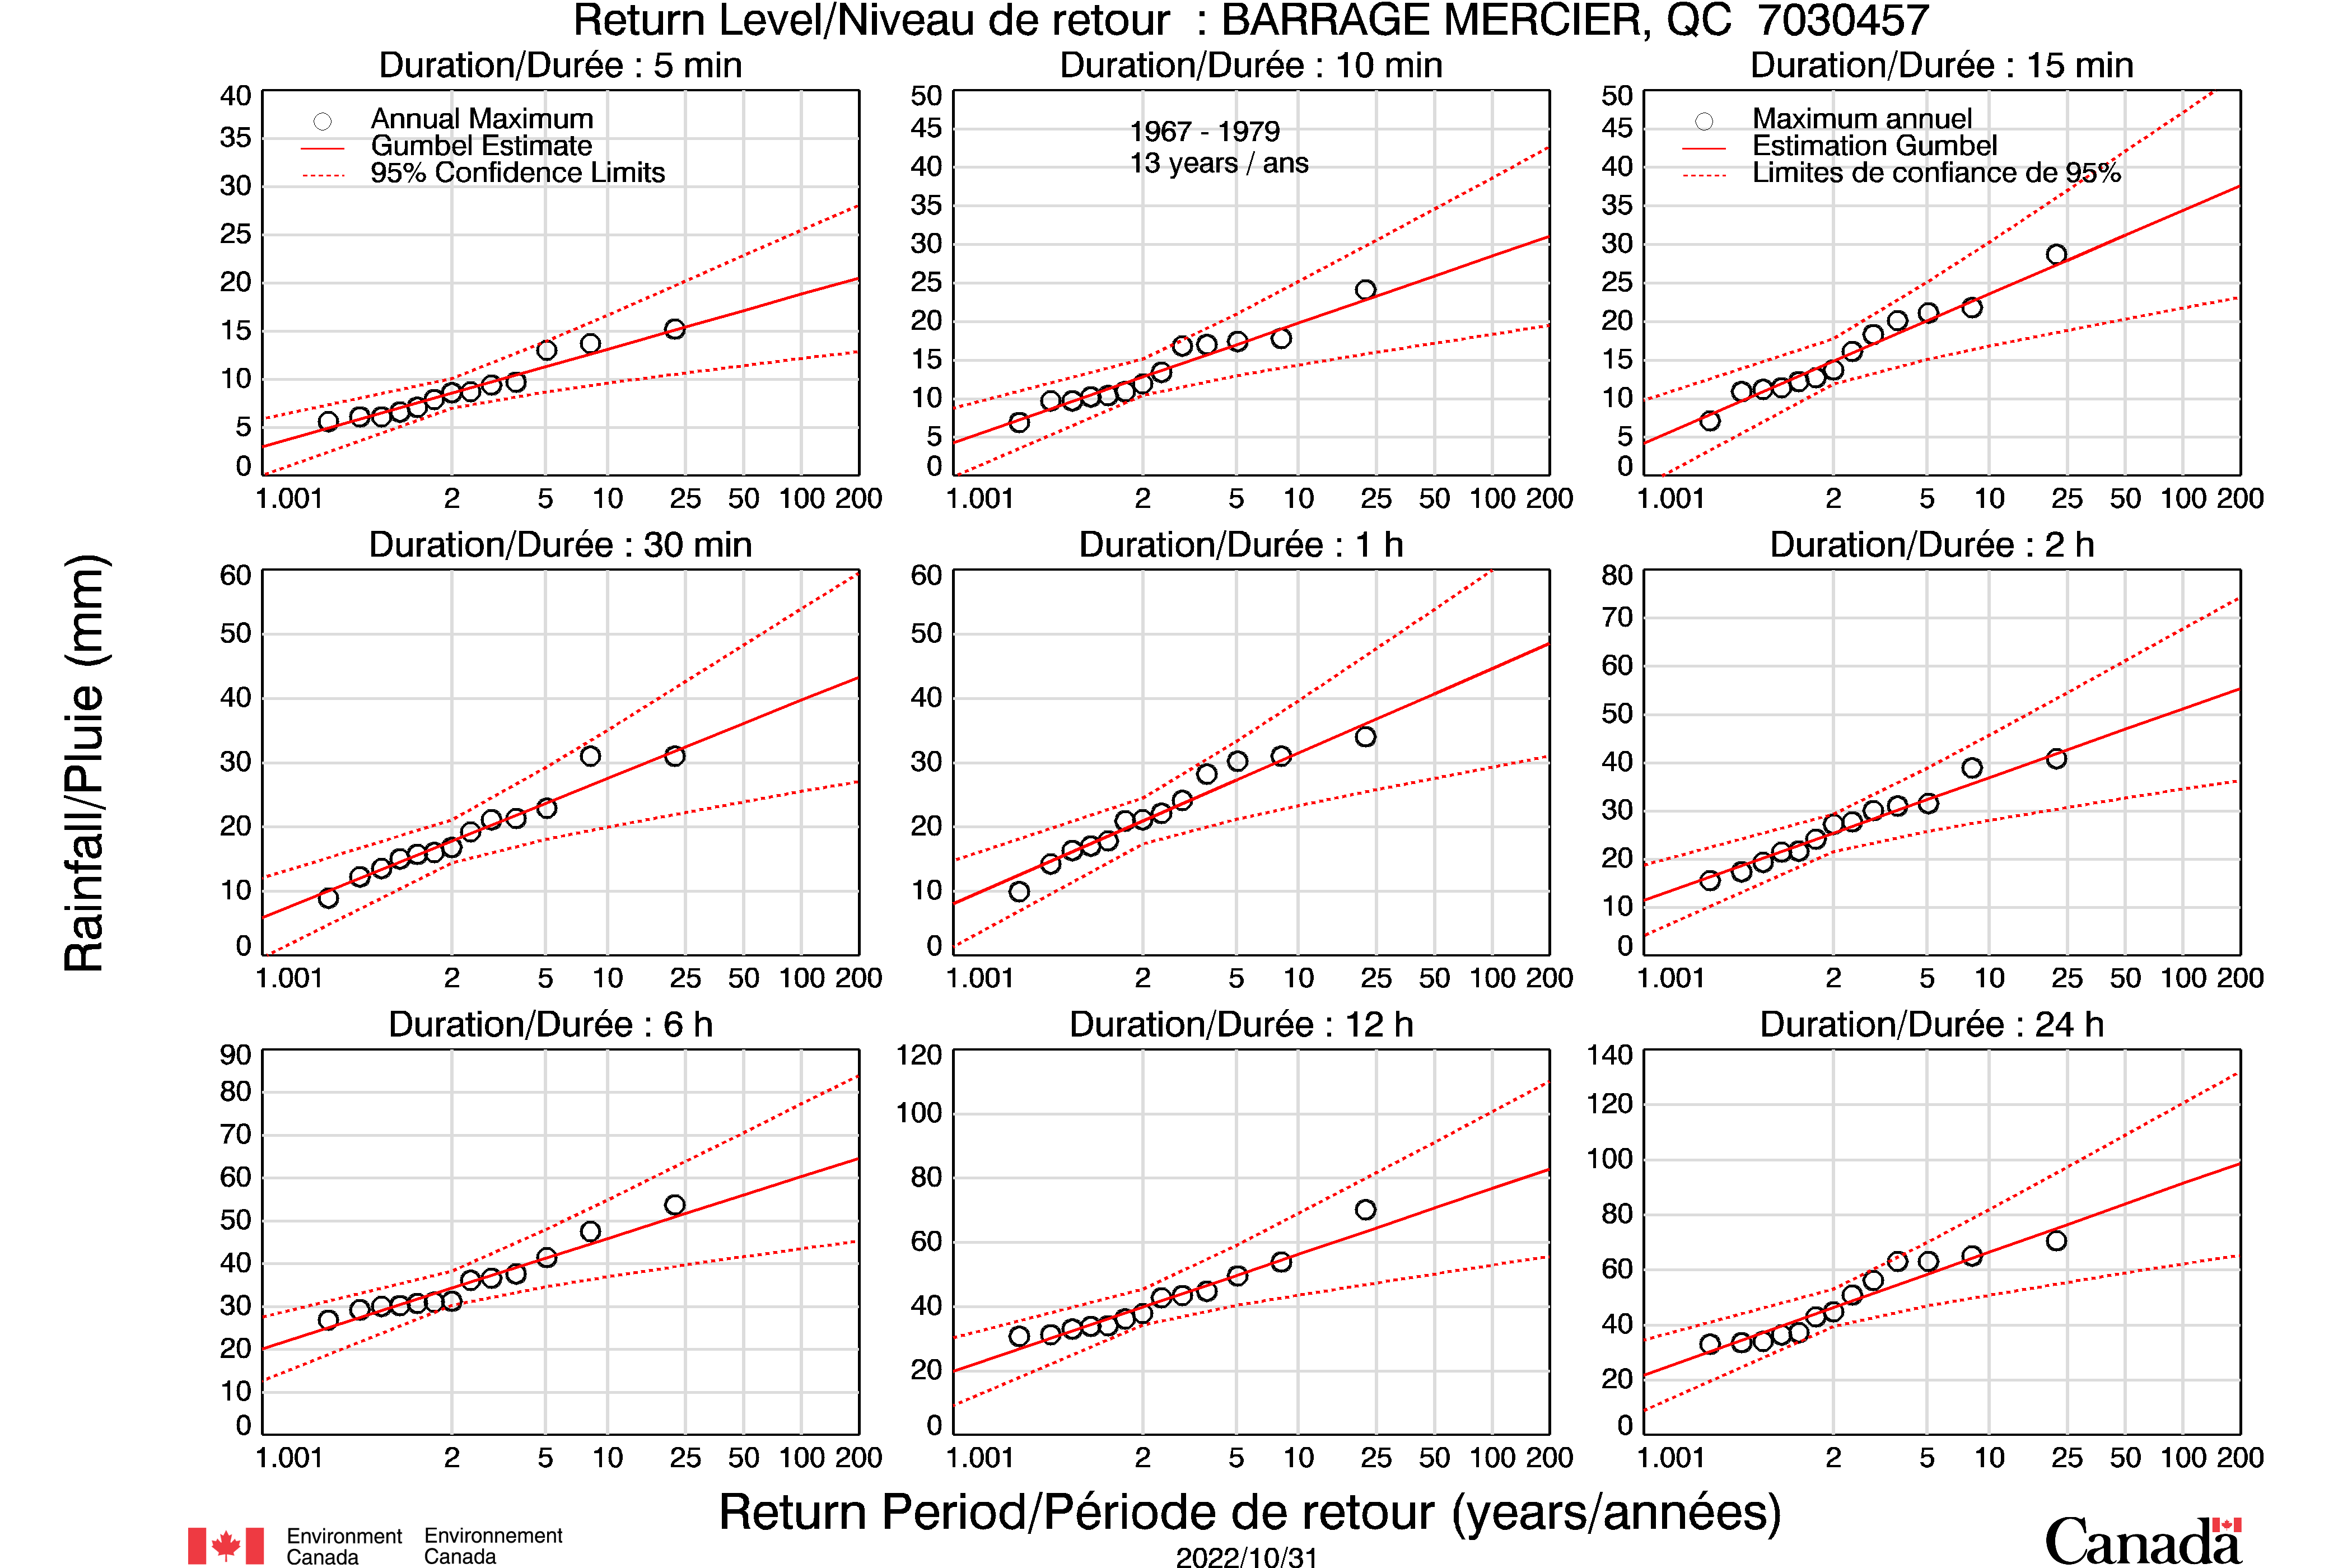 Return Level/Niveau de retour : BARRAGE MERCIER, QC 7030457
Duration/Durée : 5 min
40
35
30
25
20
15
10
5
0
Annual Maximum
Gumbel Estimate
95% Confidence Limits
1.001 2 5 10 25 50 100 200
Duration/Durée : 10 min
50
45
40
35
30
25
20
15
10
5
0
1967 - 1979
13 years / ans
1.001 2 5 10 25 50 100 200
Duration/Durée : 15 min
50
45
40
35
30
25
20
15
10
5
0
Maximum annuel
Estimation Gumbel
Limites de confiance de 95%
1.001 2 5 10 25 50 100 200
Rainfall/Pluie (mm)
Duration/Durée : 30 min
60
50
40
30
20
10
0
1.001 2 5 10 25 50 100 200
Duration/Durée : 1 h
60
50
40
30
20
10
0
1.001 2 5 10 25 50 100 200
Duration/Durée : 2 h
80
70
60
50
40
30
20
10
0
1.001 2 5 10 25 50 100 200
Duration/Durée : 6 h
90
80
70
60
50
40
30
20
10
0
1.001 2 5 10 25 50 100 200
Duration/Durée : 12 h
120
100
80
60
40
20
0
1.001 2 5 10 25 50 100 200
Duration/Durée : 24 h
140
120
100
80
60
40
20
0
1.001 2 5 10 25 50 100 200
Return Period/Période de retour (years/années)
Environment
Canada
Environnement
Canada
2022/10/31
Canada